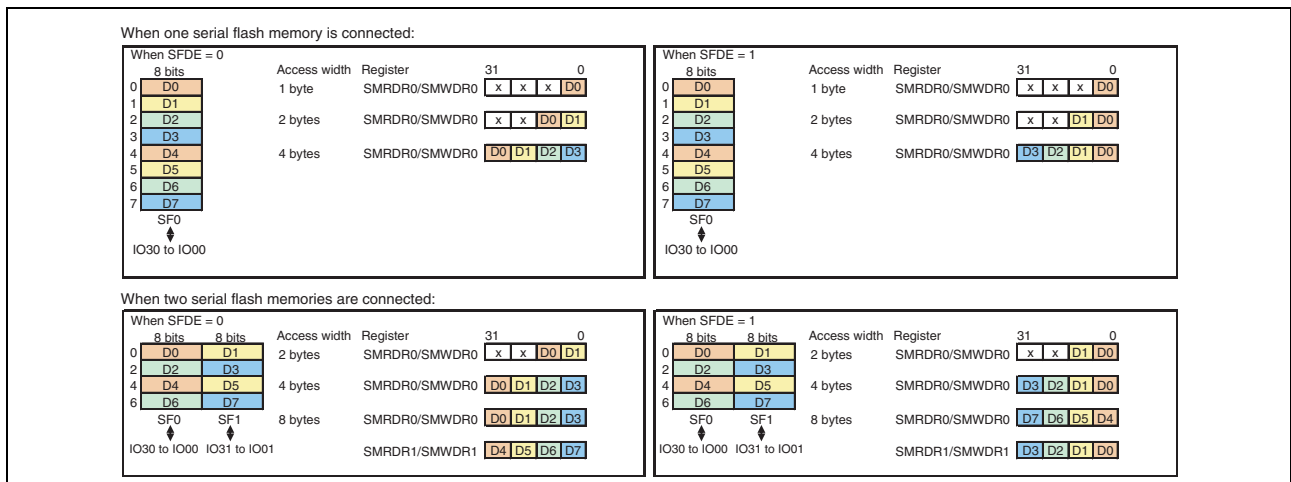 When one serial flash memory is connected:
When SFDE = 0
8 bits Access width Register 31 0
0 D0 1 byte SMRDR0/SMWDR0 x x x D0
1 D1
2 D2 2 bytes SMRDR0/SMWDR0 x x D0 D1
3 D3
4 D4 4 bytes SMRDR0/SMWDR0 D0 D1 D2 D3
5 D5
6 D6
7 D7
SF0
IO30 to IO00
When SFDE = 1
8 bits Access width Register 31 0
0 D0 1 byte SMRDR0/SMWDR0 x x x D0
1 D1
2 D2 2 bytes SMRDR0/SMWDR0 x x D1 D0
3 D3
4 D4 4 bytes SMRDR0/SMWDR0 D3 D2 D1 D0
5 D5
6 D6
7 D7
SF0
IO30 to IO00
When two serial flash memories are connected:
When SFDE = 0
8 bits 8 bits Access width Register 31 0
0 D0 D1 2 bytes SMRDR0/SMWDR0 x x D0 D1
2 D2 D3
4 D4 D5 4 bytes SMRDR0/SMWDR0 D0 D1 D2 D3
6 D6 D7
SF0 SF1 8 bytes SMRDR0/SMWDR0 D0 D1 D2 D3
IO30 to IO00 IO31 to IO01 SMRDR1/SMWDR1 D4 D5 D6 D7
When SFDE = 1
8 bits 8 bits Access width Register 31 0
0 D0 D1 2 bytes SMRDR0/SMWDR0 x x D1 D0
2 D2 D3
4 D4 D5 4 bytes SMRDR0/SMWDR0 D3 D2 D1 D0
6 D6 D7
SF0 SF1 8 bytes SMRDR0/SMWDR0 D7 D6 D5 D4
IO30 to IO00 IO31 to IO01 SMRDR1/SMWDR1 D3 D2 D1 D0